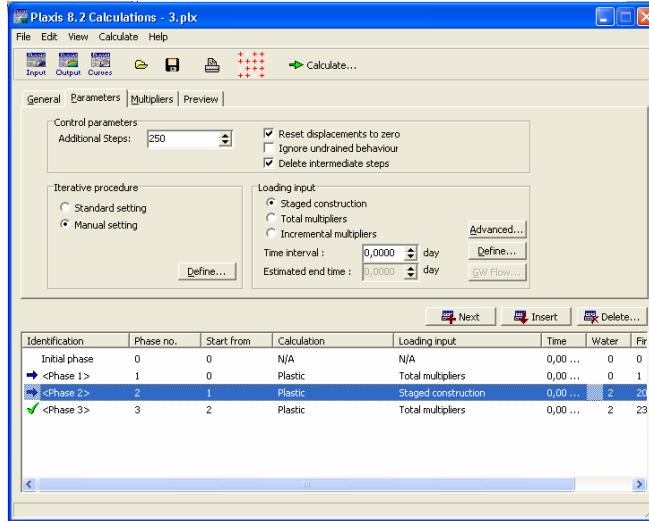 Plaxis 8.2 Calculations - 3.plx
File Edit View Calculate Help
Input Output Curves Calculate...
General Parameters Multipliers Preview
Control parameters
Additional Steps: 250
Reset displacements to zero
Ignore undrained behaviour
Delete intermediate steps
Iterative procedure
Standard setting
Manual setting
Define...
Loading input
Staged construction
Total multipliers
Incremental multipliers
Advanced...
Time interval : 0,0000 day Define...
Estimated end time : 0,0000 day GW Flow...
Next Insert Delete...
Identification Phase no. Start from Calculation Loading input Time Water Fir
Initial phase 0 0 N/A N/A 0,00 ... 0 0
<Phase 1> 1 0 Plastic Total multipliers 0,00 ... 0 1
<Phase 2> 2 1 Plastic Staged construction 0,00 ... 2 20
<Phase 3> 3 2 Plastic Total multipliers 0,00 ... 2 23